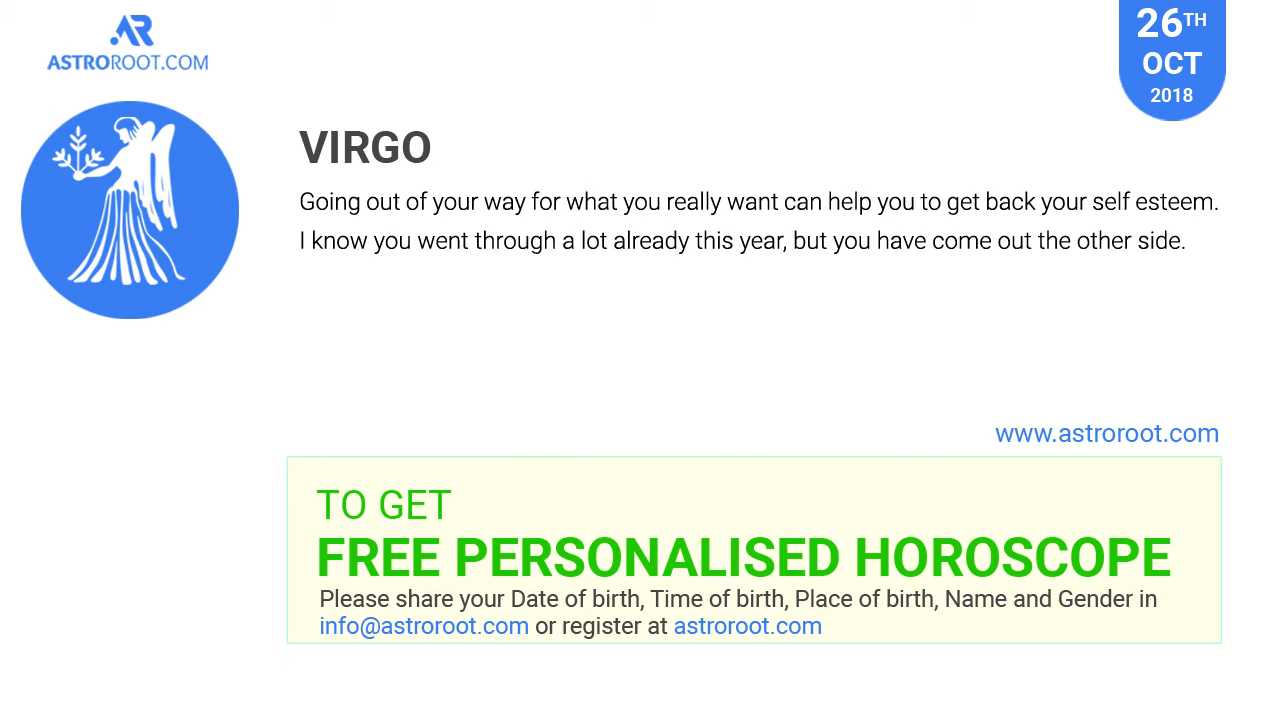 AR
ASTROROOT.COM
26TH
OCT
2018
VIRGO
Going out of your way for what you really want can help you to get back your self esteem.
I know you went through a lot already this year, but you have come out the other side.
www.astroroot.com
TO GET
FREE PERSONALISED HOROSCOPE
Please share your Date of birth, Time of birth, Place of birth, Name and Gender in
info@astroroot.com or register at astroroot.com